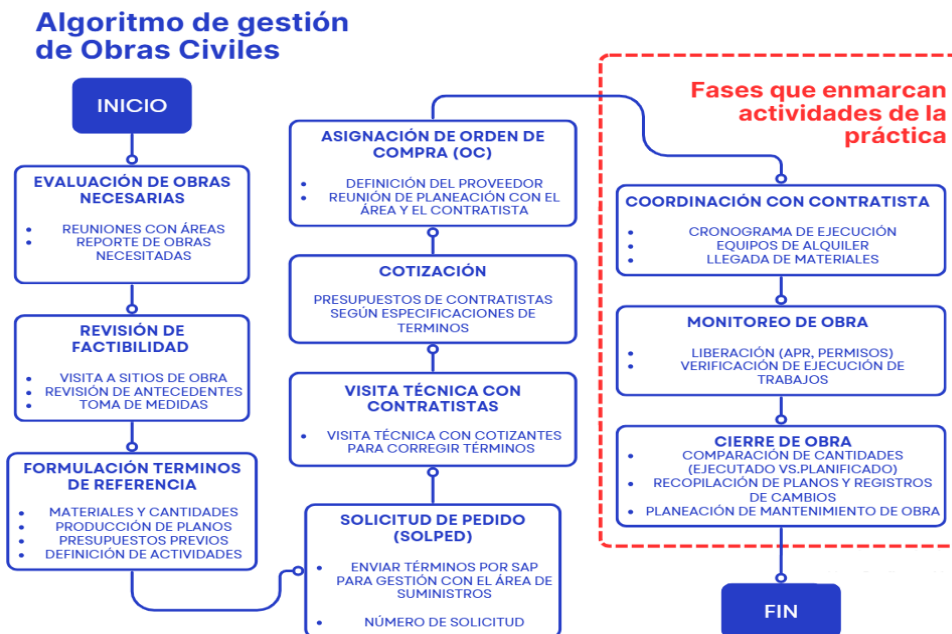 Algoritmo de gestión
de Obras Civiles
INICIO
EVALUACIÓN DE OBRAS
NECESARIAS
• REUNIONES CON ÁREAS
• REPORTE DE OBRAS
NECESITADAS
REVISIÓN DE
FACTIBILIDAD
• VISITA A SITIOS DE OBRA
• REVISIÓN DE ANTECEDENTES
• TOMA DE MEDIDAS
FORMULACIÓN TERMINOS
DE REFERENCIA
• MATERIALES Y CANTIDADES
• PRODUCCIÓN DE PLANOS
• PRESUPUESTOS PREVIOS
• DEFINICIÓN DE ACTIVIDADES
SOLICITUD DE PEDIDO
(SOLPED)
• ENVIAR TÉRMINOS POR SAP
PARA GESTIÓN CON EL ÁREA DE
SUMINISTROS
• NÚMERO DE SOLICITUD
VISITA TÉCNICA CON
CONTRATISTAS
• VISITA TÉCNICA CON COTIZANTES
PARA CORREGIR TÉRMINOS
COTIZACIÓN
PRESUPUESTOS DE CONTRATISTAS
SEGÚN ESPECIFICACIONES DE
TERMINOS
ASIGNACIÓN DE ORDEN DE
COMPRA (OC)
• DEFINICIÓN DEL PROVEEDOR
• REUNIÓN DE PLANEACIÓN CON EL
ÁREA Y EL CONTRATISTA
Fases que enmarcan
actividades de la
práctica
COORDINACIÓN CON CONTRATISTA
• CRONOGRAMA DE EJECUCIÓN
• EQUIPOS DE ALQUILER
• LLEGADA DE MATERIALES
MONITOREO DE OBRA
• LIBERACIÓN (APR, PERMISOS)
• VERIFICACIÓN DE EJECUCIÓN DE
TRABAJOS
CIERRE DE OBRA
• COMPARACIÓN DE CANTIDADES
(EJECUTADO VS.PLANIFICADO)
• RECOPILACIÓN DE PLANOS Y REGISTROS
DE CAMBIOS
• PLANEACIÓN DE MANTENIMIENTO DE OBRA
FIN